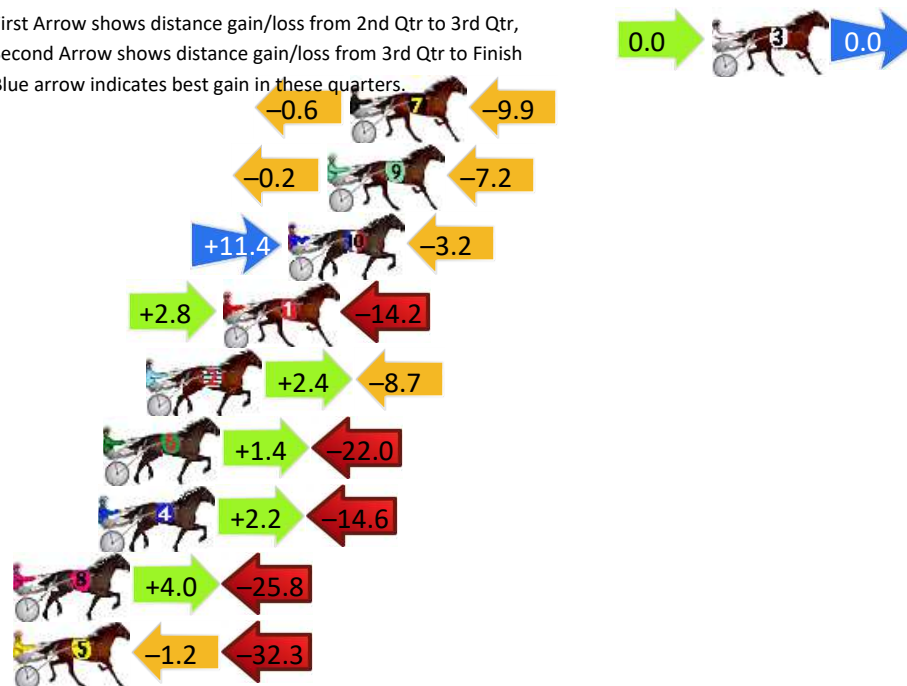 First Arrow shows distance gain/loss from 2nd Qtr to 3rd Qtr,
Second Arrow shows distance gain/loss from 3rd Qtr to Finish
Blue arrow indicates best gain in these quarters.
0.0 3 0.0
–0.6 7 –9.9
–0.2 9 –7.2
+11.4 10 –3.2
+2.8 1 –14.2
2 +2.4 –8.7
+1.4 –22.0
4 +2.2 –14.6
8 +4.0 –25.8
5 –1.2 –32.3